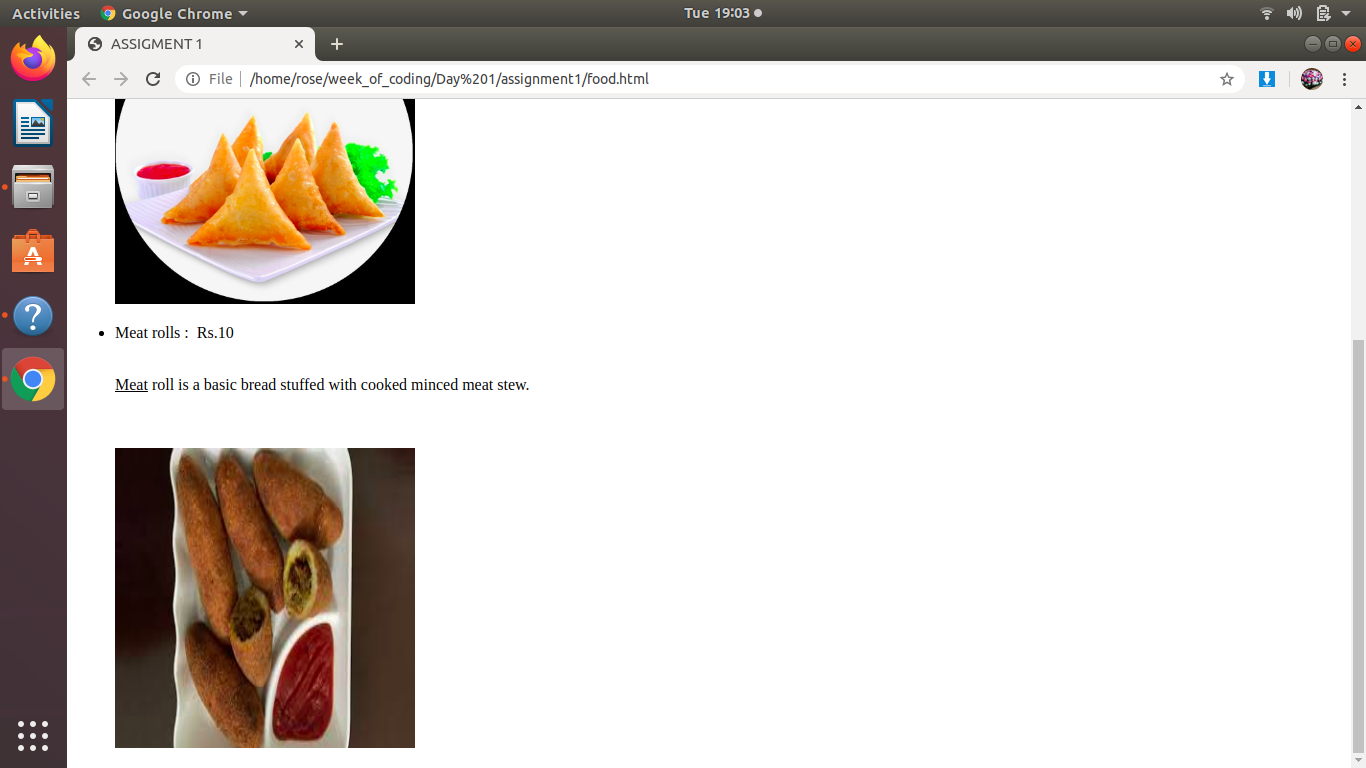 Activities
Google Chrome
Tue 19:03
ASSIGMENT 1
File
/home/rose/week_of_coding/Day%201/assignment1/food.html
Meat rolls : Rs.10
Meat roll is a basic bread stuffed with cooked minced meat stew.